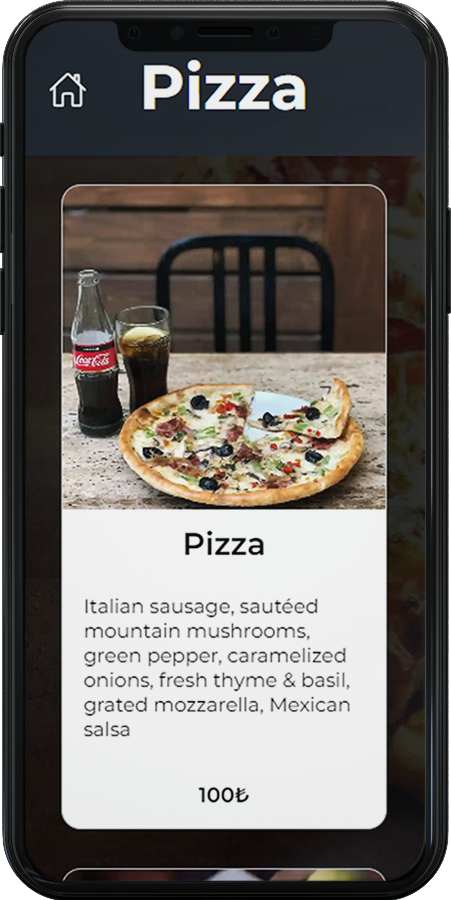 Pizza
Coca-Cola
Pizza
Italian sausage, sautéed
mountain mushrooms,
green pepper, caramelized
onions, fresh thyme & basil,
grated mozzarella, Mexican
salsa
100₺